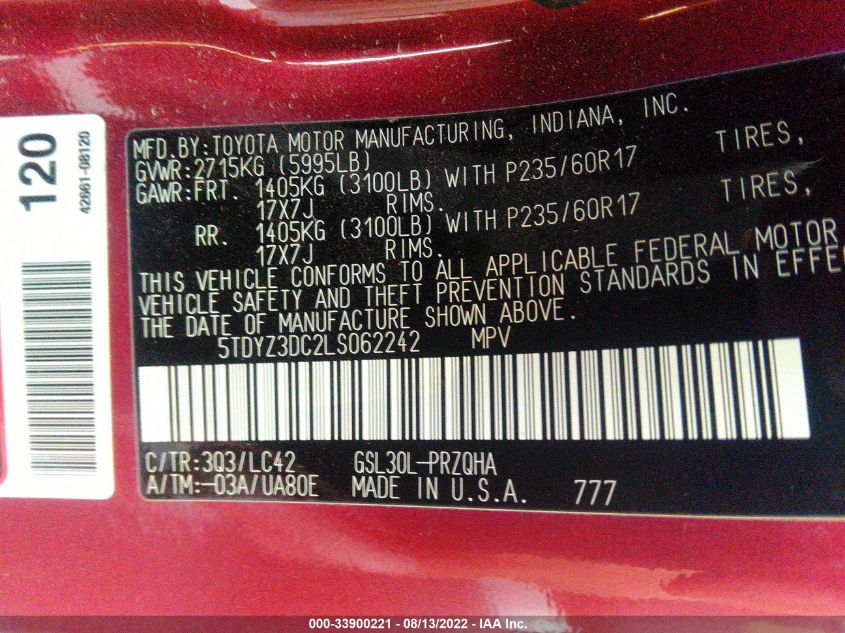 120
42661-08120
MFD.BY:TOYOTA MOTOR MANUFACTURING, INDIANA, INC.
GVWR:2715KG (5995LB)
GAWR:FRT. 1405KG (3100LB) WITH P235/60R17 TIRES,
17X7J RIMS.
RR. 1405KG (3100LB) WITH P235/60R17 TIRES,
17X7J RIMS.
THIS VEHICLE CONFORMS TO ALL APPLICABLE FEDERAL MOTOR
VEHICLE SAFETY AND THEFT PREVENTION STANDARDS IN EFFE
THE DATE OF MANUFACTURE SHOWN ABOVE.
5TDYZ3DC2LS062242 MPV
C/TR:3Q3/LC42 GSL30L-PRZQHA
A/TM:-03A/UA80E MADE IN U.S.A. 777
000-33900221 - 08/13/2022 - IAA Inc.